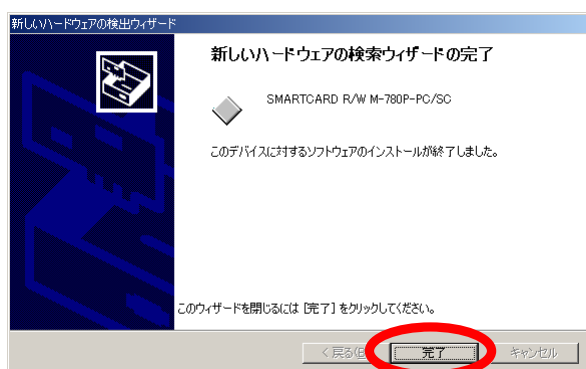 新しいハードウェアの検出ウィザード
新しいハードウェアの検索ウィザードの完了
SMARTCARD R/W M-780P-PC/SC
このデバイスに対するソフトウェアのインストールが終了しました。
このウィザードを閉じるには [完了] をクリックしてください。
< 戻る(B 完了 キャンセル